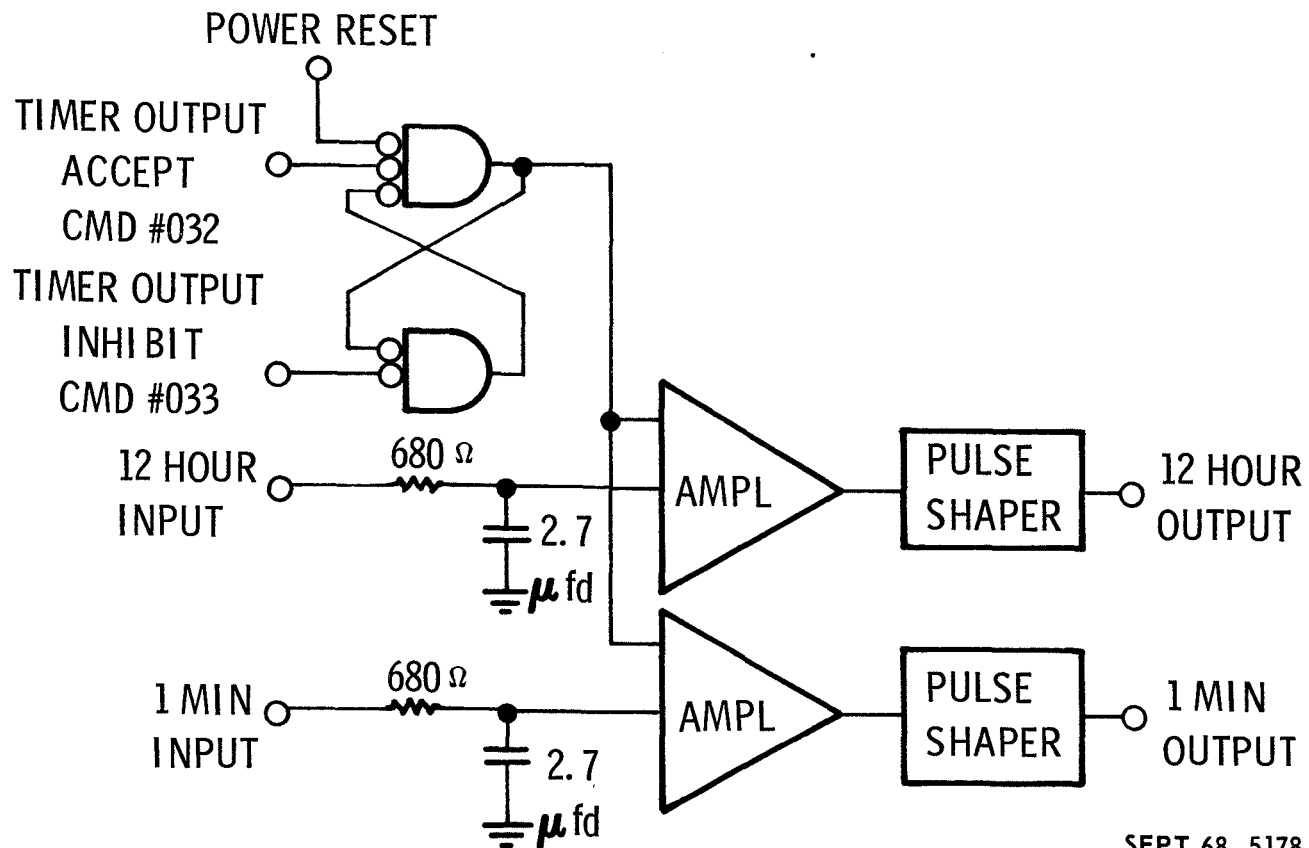 POWER RESET
TIMER OUTPUT
ACCEPT
CMD #032
TIMER OUTPUT
INHIBIT
CMD #033
12 HOUR
INPUT
680 Ω
2.7
μ fd
AMPL
PULSE
SHAPER
12 HOUR
OUTPUT
1 MIN
INPUT
680 Ω
2.7
μ fd
AMPL
PULSE
SHAPER
1 MIN
OUTPUT
SEPT 68 5178